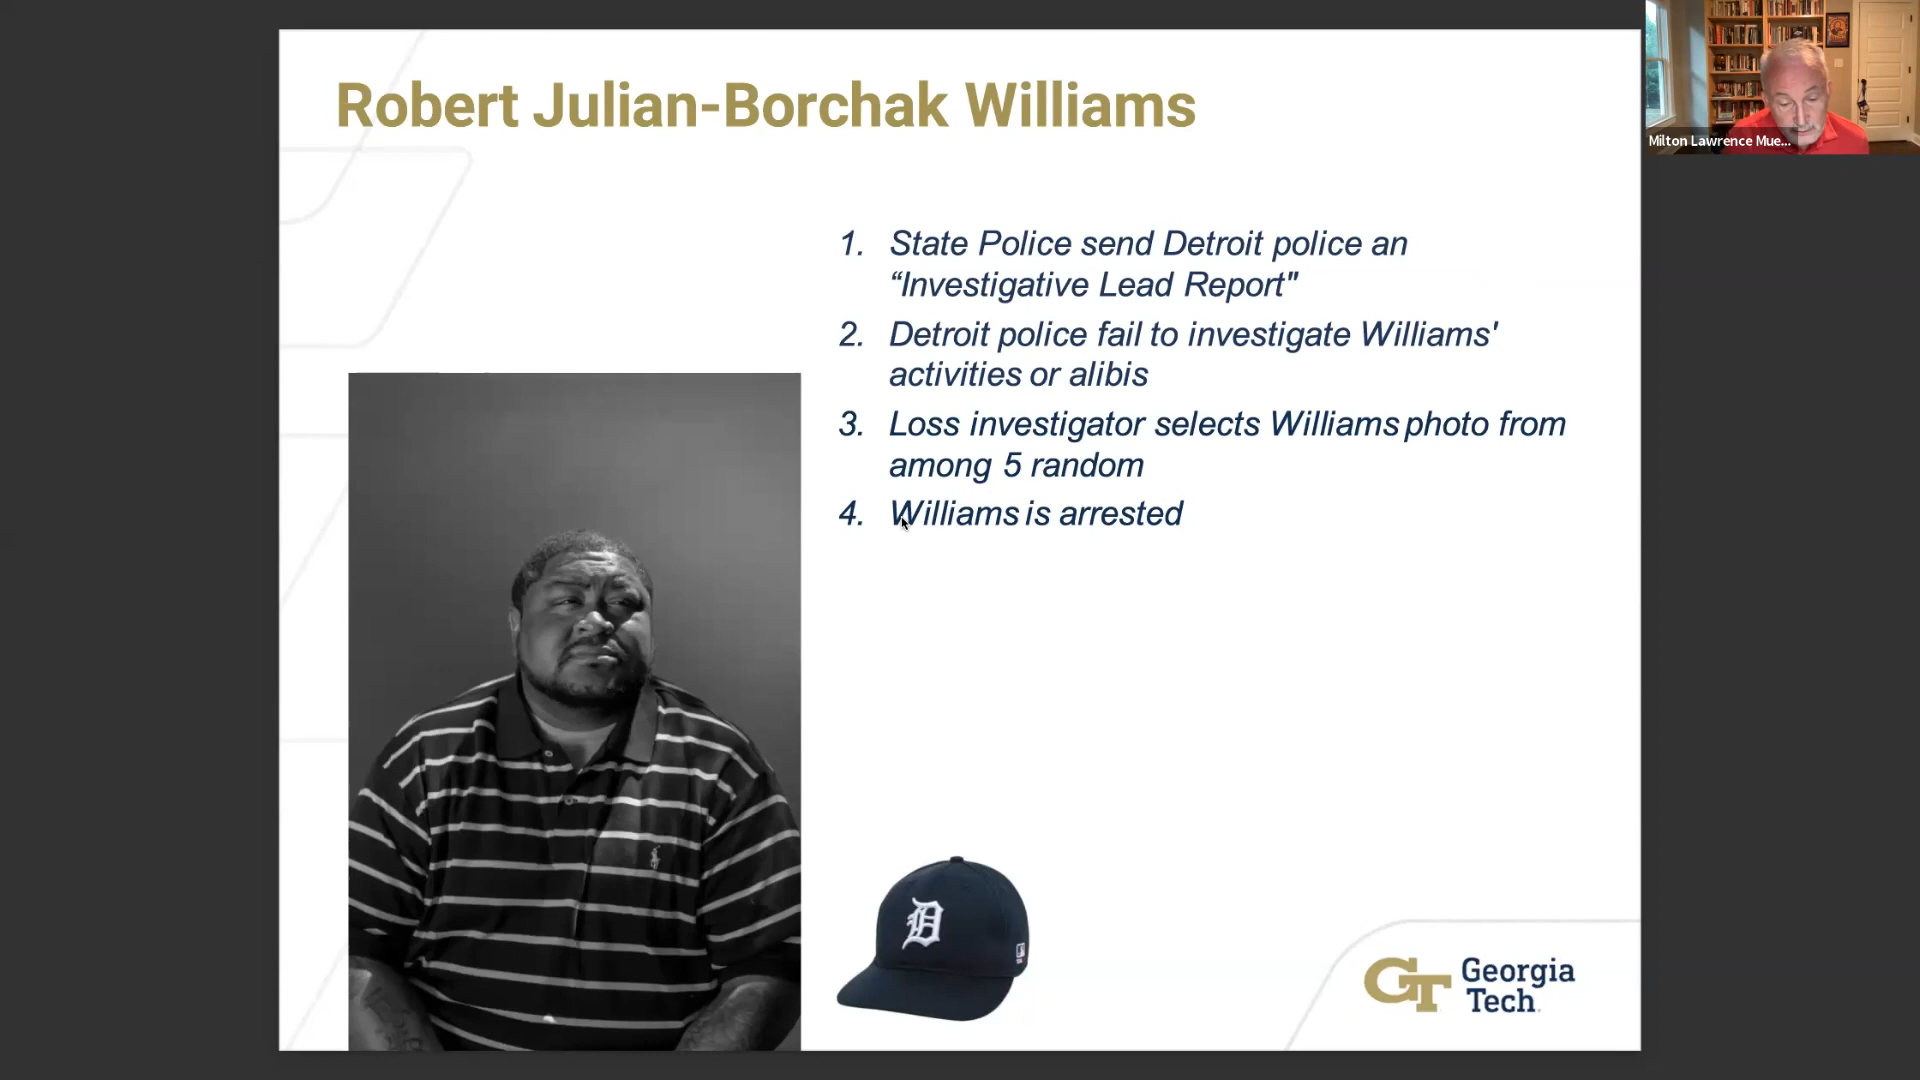 Robert Julian-Borchak Williams
Milton Lawrence Mue...
1. State Police send Detroit police an
“Investigative Lead Report"
2. Detroit police fail to investigate Williams'
activities or alibis
3. Loss investigator selects Williams photo from
among 5 random
4. Williams is arrested
D
GT Georgia
Tech